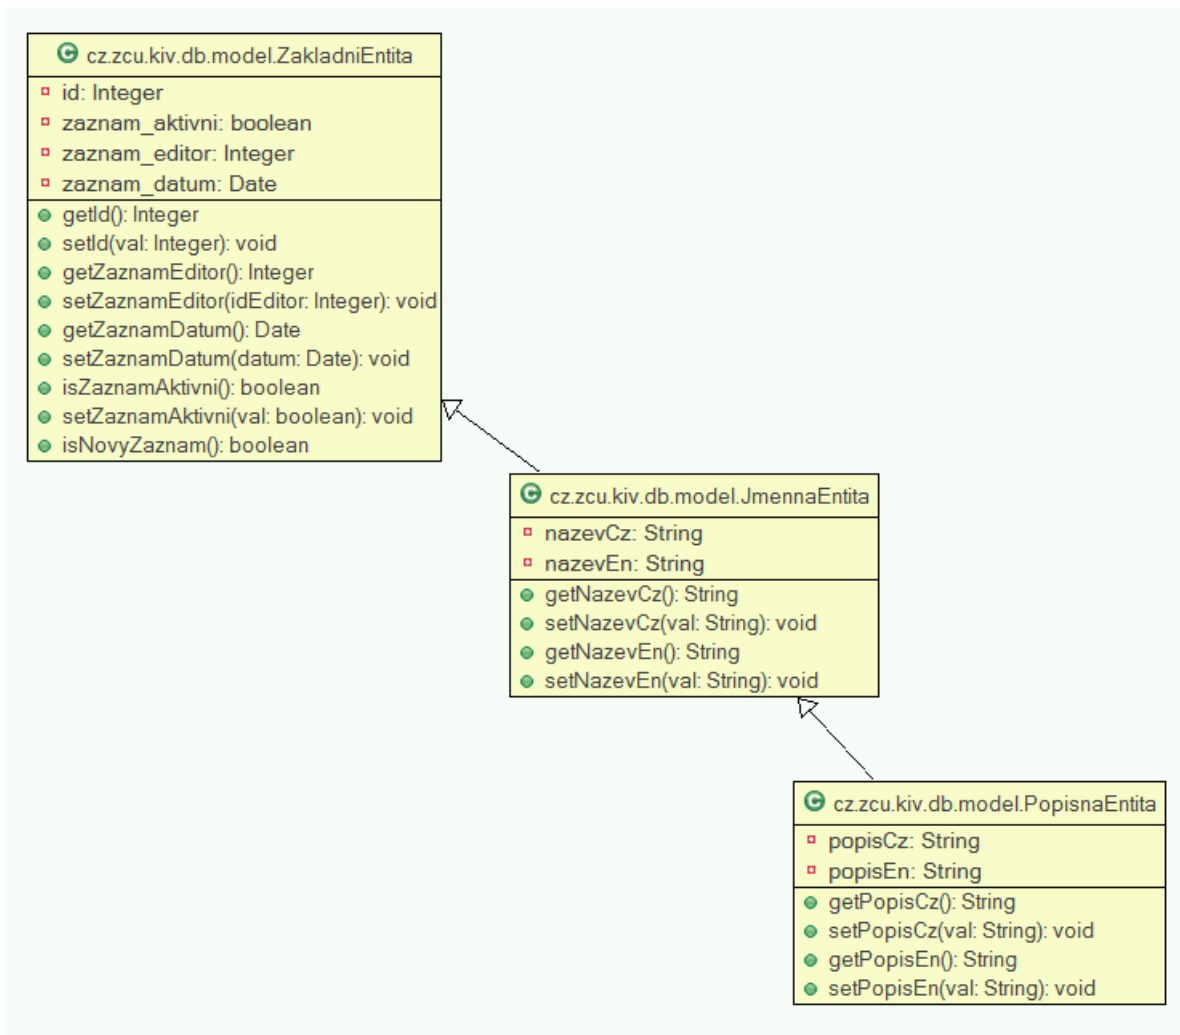 cz.zcu.kiv.db.model.ZakladniEntita
id: Integer
zaznam_aktivni: boolean
zaznam_editor: Integer
zaznam_datum: Date
getId(): Integer
setId(val: Integer): void
getZaznamEditor(): Integer
setZaznamEditor(idEditor: Integer): void
getZaznamDatum(): Date
setZaznamDatum(datum: Date): void
isZaznamAktivni(): boolean
setZaznamAktivni(val: boolean): void
isNovyZaznam(): boolean
cz.zcu.kiv.db.model.JmennaEntita
nazevCz: String
nazevEn: String
getNazevCz(): String
setNazevCz(val: String): void
getNazevEn(): String
setNazevEn(val: String): void
cz.zcu.kiv.db.model.PopisnaEntita
popisCz: String
popisEn: String
getPopisCz(): String
setPopisCz(val: String): void
getPopisEn(): String
setPopisEn(val: String): void